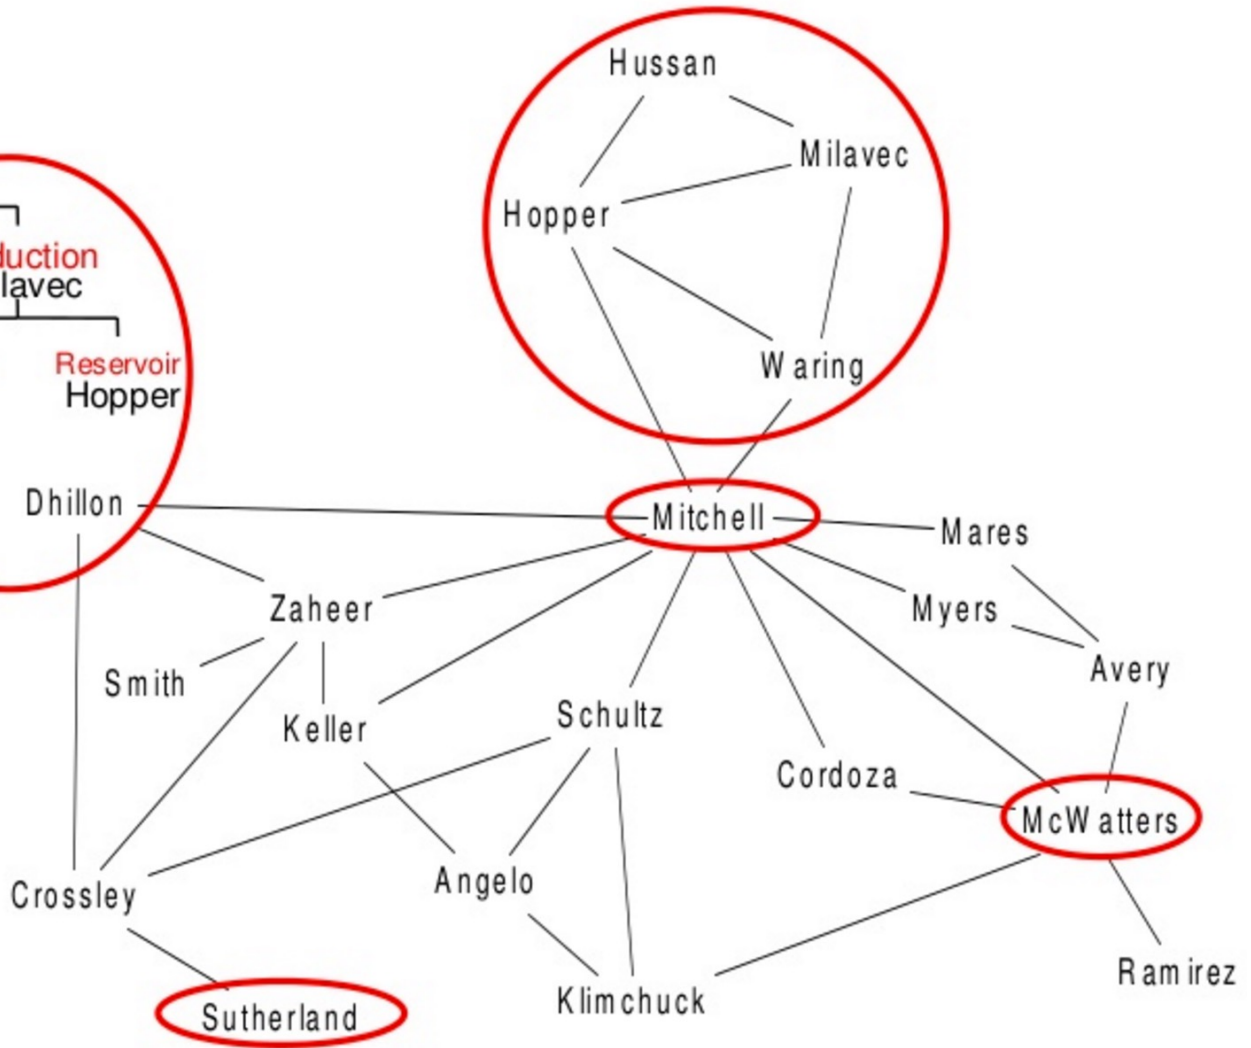 Hussan
Milavec
Hopper
duction
lavec
Reservoir
Hopper
Waring
Dhillon
Mitchell
Mares
Zaheer
Myers
Smith
Avery
Keller
Schultz
Cordoza
McWatters
Crossley
Angelo
Klimchuck
Ramirez
Sutherland